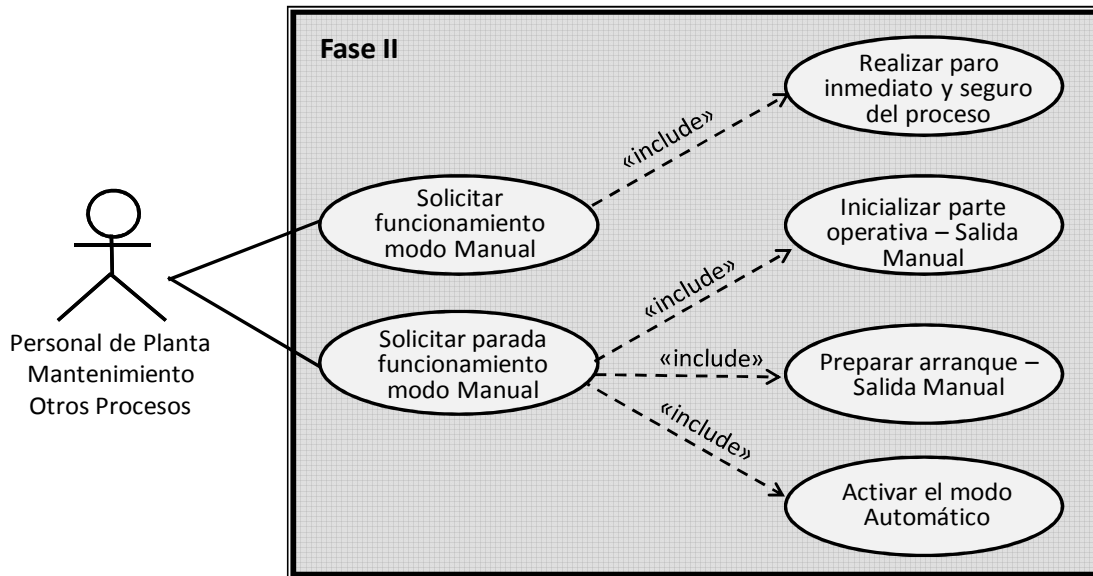 Fase II
Realizar paro
inmediato y seguro
del proceso
«include»
Solicitar
funcionamiento
modo Manual
Inicializar parte
operativa – Salida
Manual
«include»
Personal de Planta
Mantenimiento
Otros Procesos
Solicitar parada
funcionamiento
modo Manual
«include»
Preparar arranque –
Salida Manual
«include»
Activar el modo
Automático